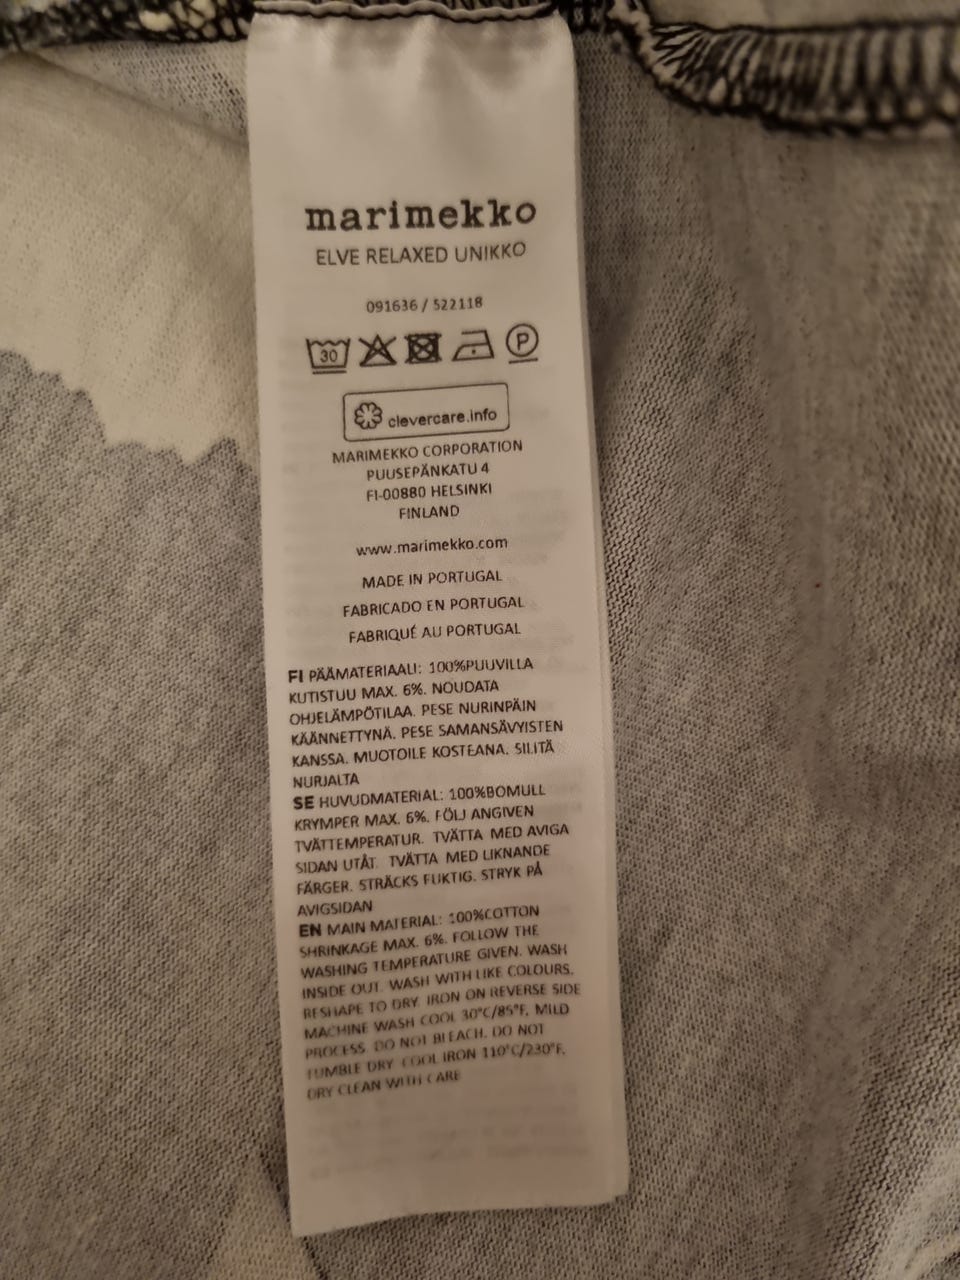 marimekko
ELVE RELAXED UNIKKO
091636 / 522118
30 P
clevercare.info
MARIMEKKO CORPORATION
PUUSEPÄNKATU 4
FI-00880 HELSINKI
FINLAND
www.marimekko.com
MADE IN PORTUGAL
FABRICADO EN PORTUGAL
FABRIQUÉ AU PORTUGAL
FI PÄÄMATERIAALI: 100%PUUVILLA
KUTISTUU MAX. 6%. NOUDATA
OHJELÄMPÖTILAA. PESE NURINPÄIN
KÄÄNNETTYNÄ. PESE SAMANSÄVYISTEN
KANSSA. MUOTOILE KOSTEANA. SILITÄ
NURJALTA
SE HUVUDMATERIAL: 100%BOMULL
KRYMPER MAX. 6%. FÖLJ ANGIVEN
TVÄTTEMPERATUR. TVÄTTA MED AVIGA
SIDAN UTÅT. TVÄTTA MED LIKNANDE
FÄRGER. STRÄCKS FUKTIG. STRYK PÅ
AVIGSIDAN
EN MAIN MATERIAL: 100%COTTON
SHRINKAGE MAX. 6%. FOLLOW THE
WASHING TEMPERATURE GIVEN. WASH
INSIDE OUT. WASH WITH LIKE COLOURS.
RESHAPE TO DRY. IRON ON REVERSE SIDE
MACHINE WASH COOL 30°C/85°F, MILD
PROCESS. DO NOT BLEACH. DO NOT
TUMBLE DRY. COOL IRON 110°C/230°F.
DRY CLEAN WITH CARE